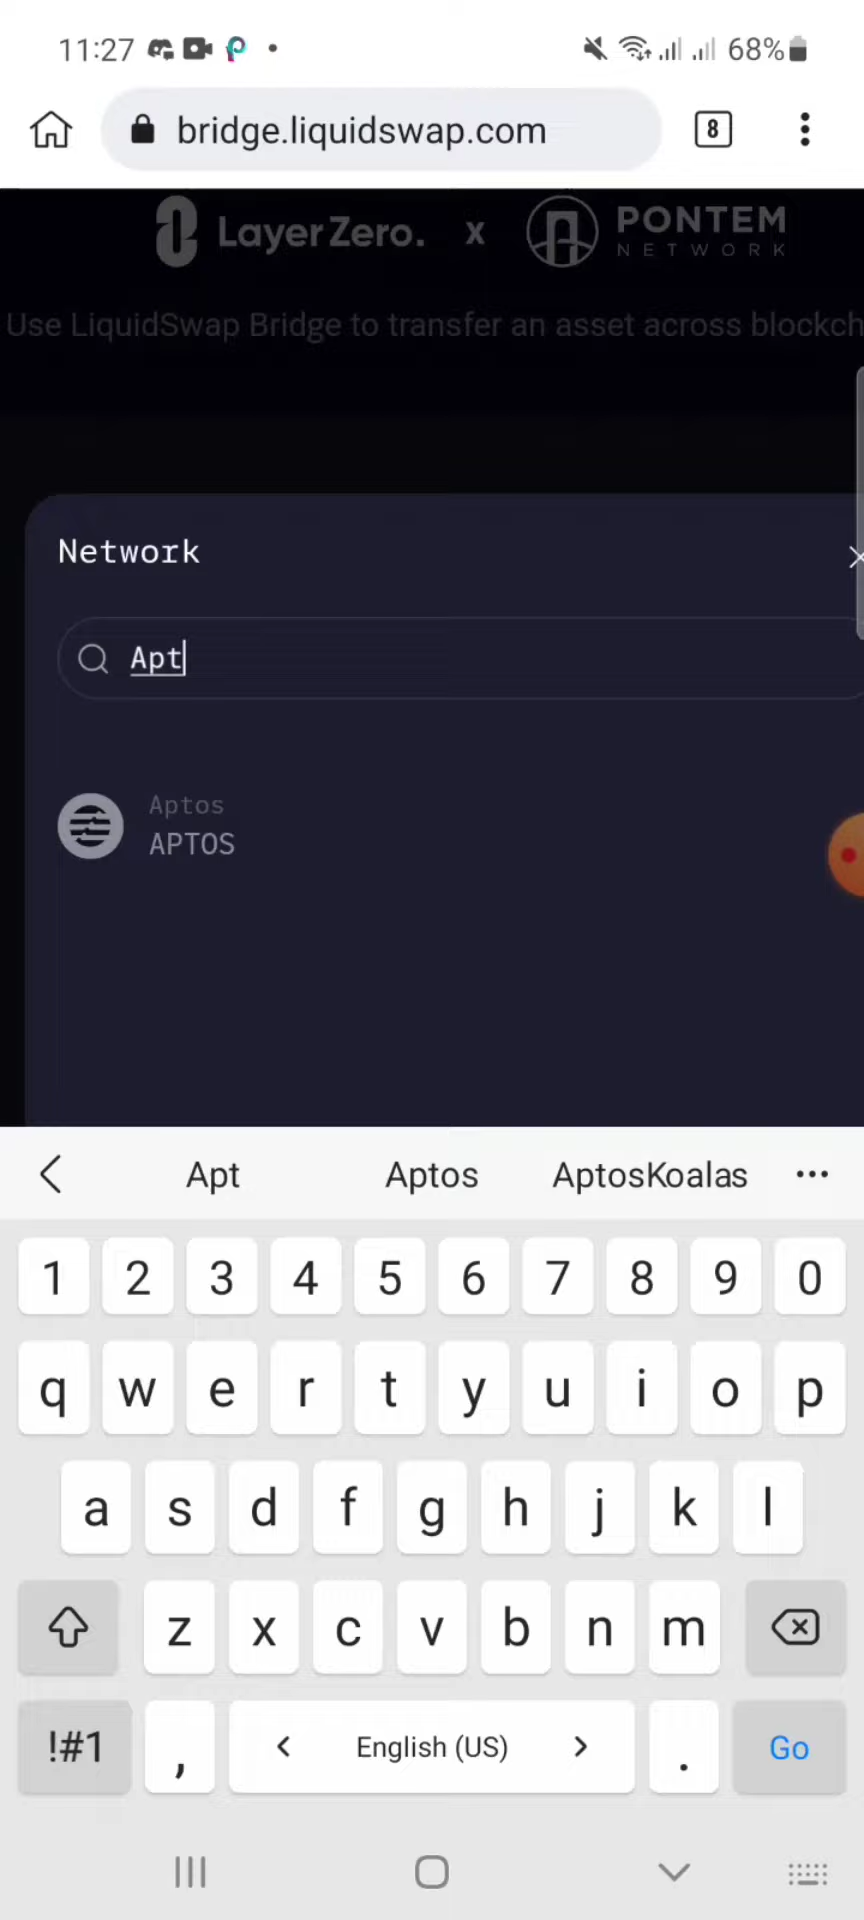 11:27 68%
bridge.liquidswap.com 8
LayerZero. x PONTEM NETWORK
Use LiquidSwap Bridge to transfer an asset across blockch
Network
Apt
Aptos
APTOS
Apt Aptos AptosKoalas ...
1 2 3 4 5 6 7 8 9 0
q w e r t y u i o p
a s d f g h j k l
z x c v b n m
!#1 , < English (US) > . Go